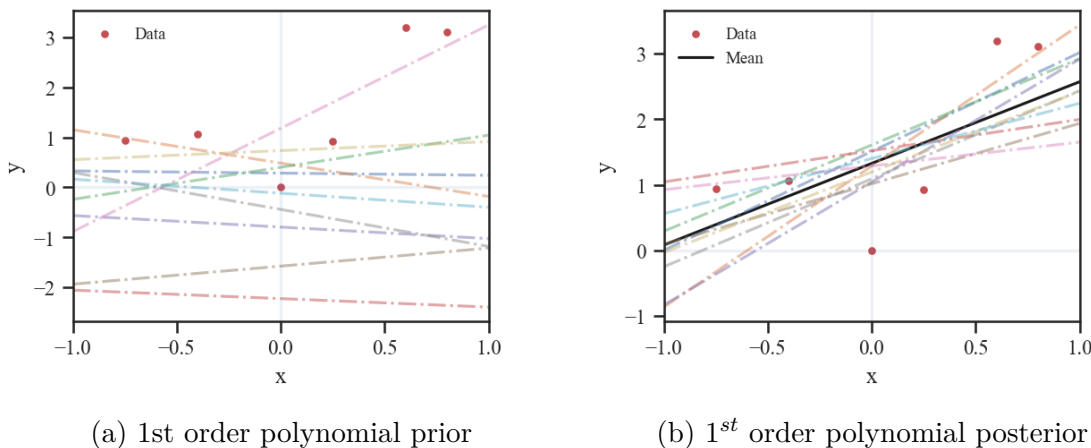 Data
3
2
1
0
−1
−2
y
−1.0
−0.5
0.0
0.5
1.0
x
(a) 1st order polynomial prior
Data
Mean
3
2
1
0
−1
y
−1.0
−0.5
0.0
0.5
1.0
x
(b) 1st order polynomial posterior